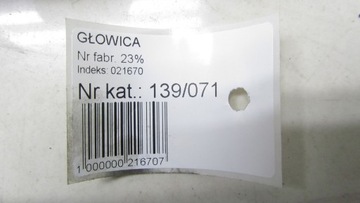 GŁOWICA
Nr fabr. 23%
Indeks: 021670
Nr kat.: 139/071
1 000000 216707